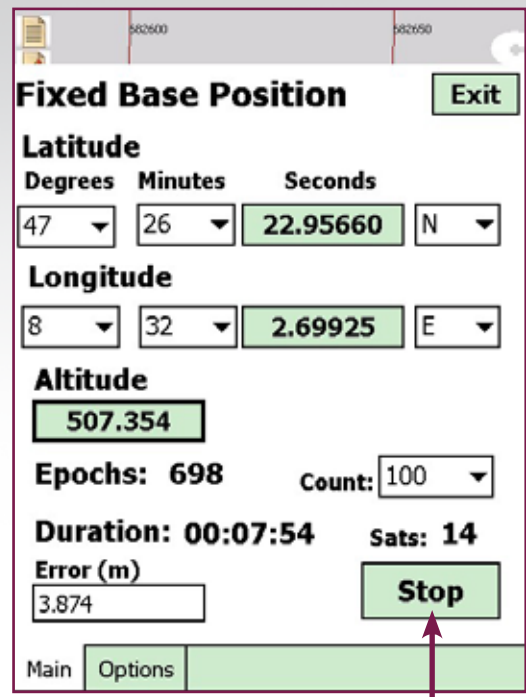 582600 582650
Fixed Base Position Exit
Latitude
Degrees Minutes Seconds
47 26 22.95660 N
Longitude
8 32 2.69925 E
Altitude
507.354
Epochs: 698 Count: 100
Duration: 00:07:54 Sats: 14
Error (m)
3.874 Stop
Main Options